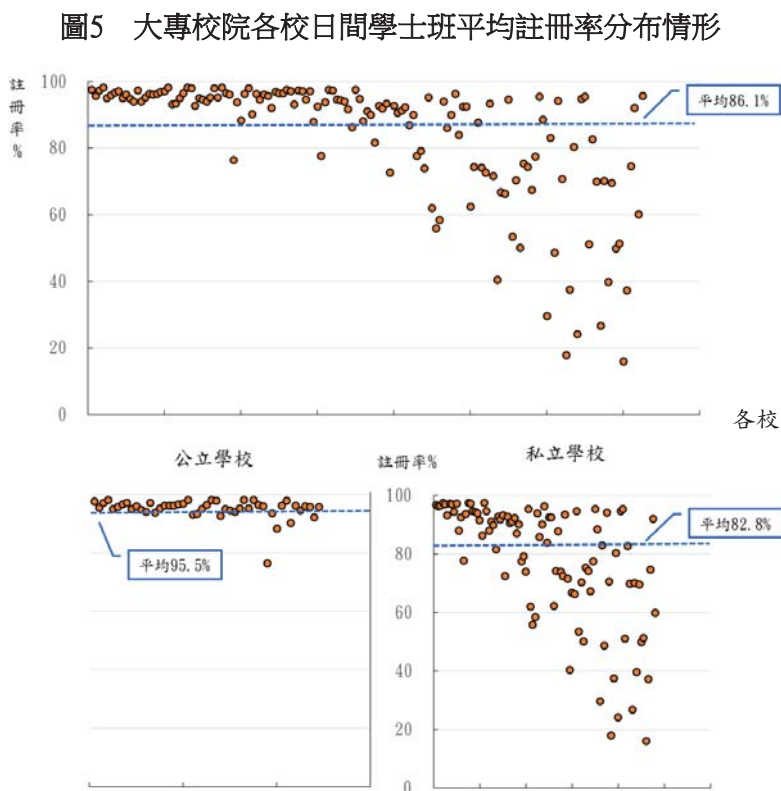 圖5 大專校院各校日間學士班平均註冊率分布情形
註冊率%
100
80
60
40
20
0
平均86.1%
各校
公立學校
平均95.5%
註冊率%
私立學校
100
80
60
40
20
0
平均82.8%